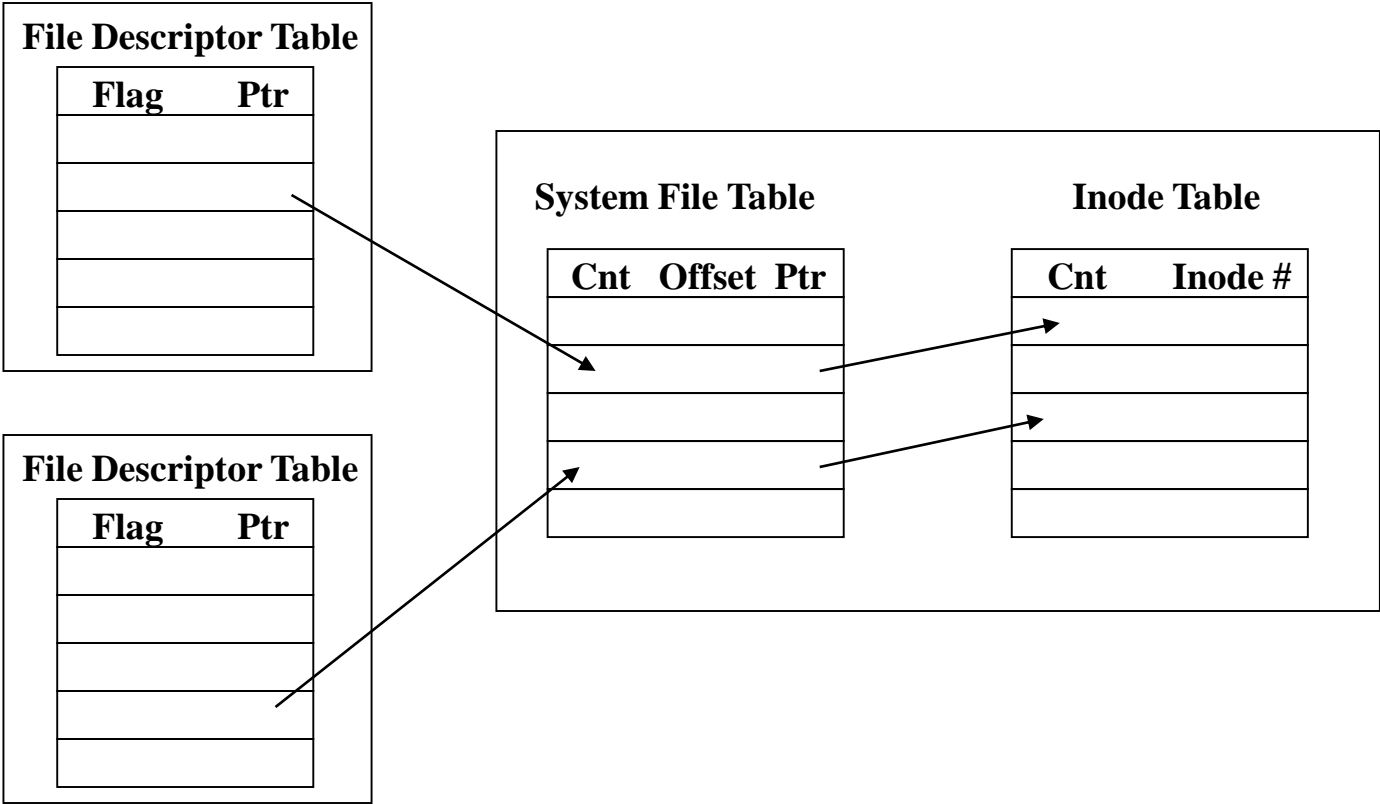 File Descriptor Table
Flag Ptr
System File Table
Cnt Offset Ptr
Inode Table
Cnt Inode #
File Descriptor Table
Flag Ptr